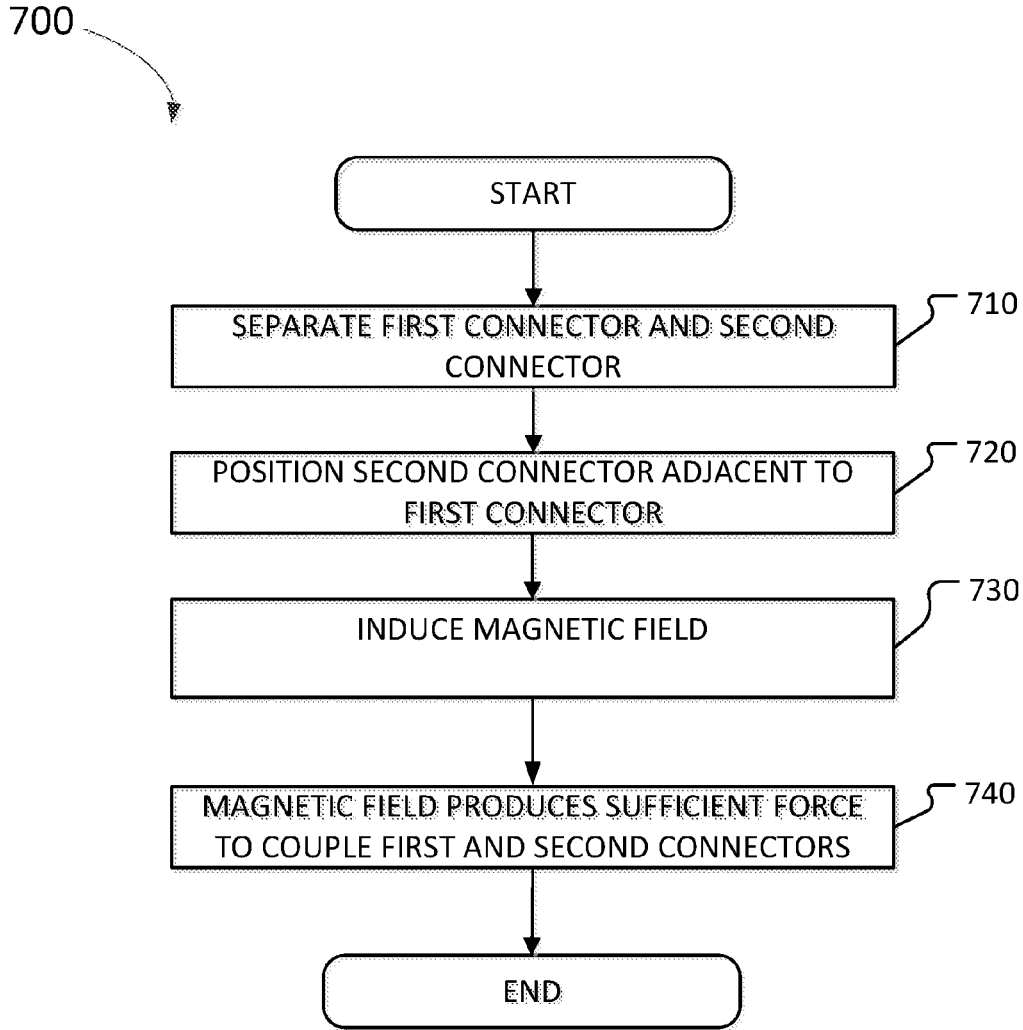 700
START
SEPARATE FIRST CONNECTOR AND SECOND
CONNECTOR
710
POSITION SECOND CONNECTOR ADJACENT TO
FIRST CONNECTOR
720
INDUCE MAGNETIC FIELD
730
MAGNETIC FIELD PRODUCES SUFFICIENT FORCE
TO COUPLE FIRST AND SECOND CONNECTORS
740
END